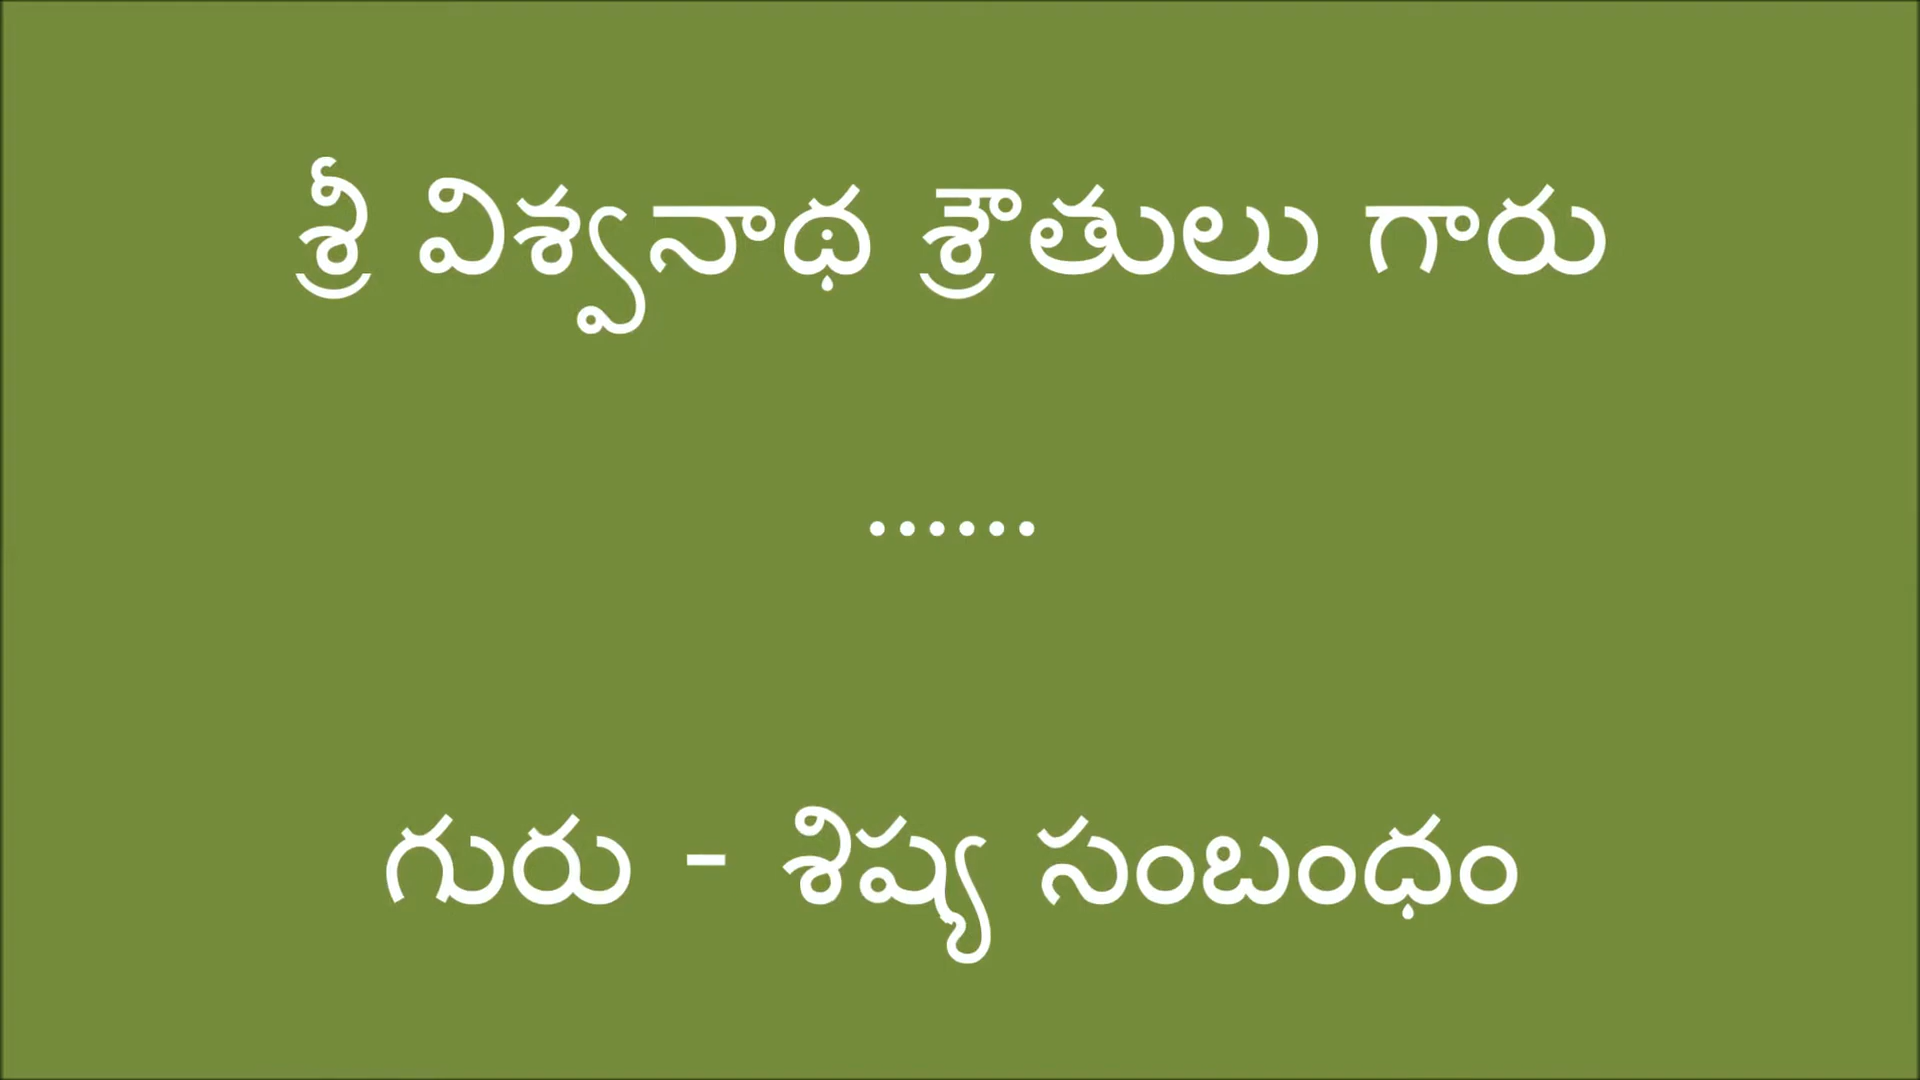 శ్రీ విశ్వనాథ శ్రౌతులు గారు
......
గురు - శిష్య సంబంధం